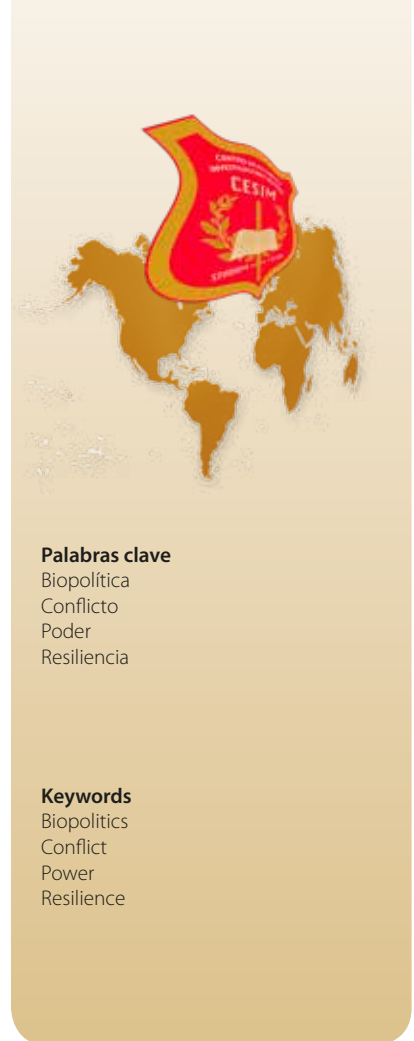 CESIM
Palabras clave
Biopolítica
Conflicto
Poder
Resiliencia
Keywords
Biopolitics
Conflict
Power
Resilience